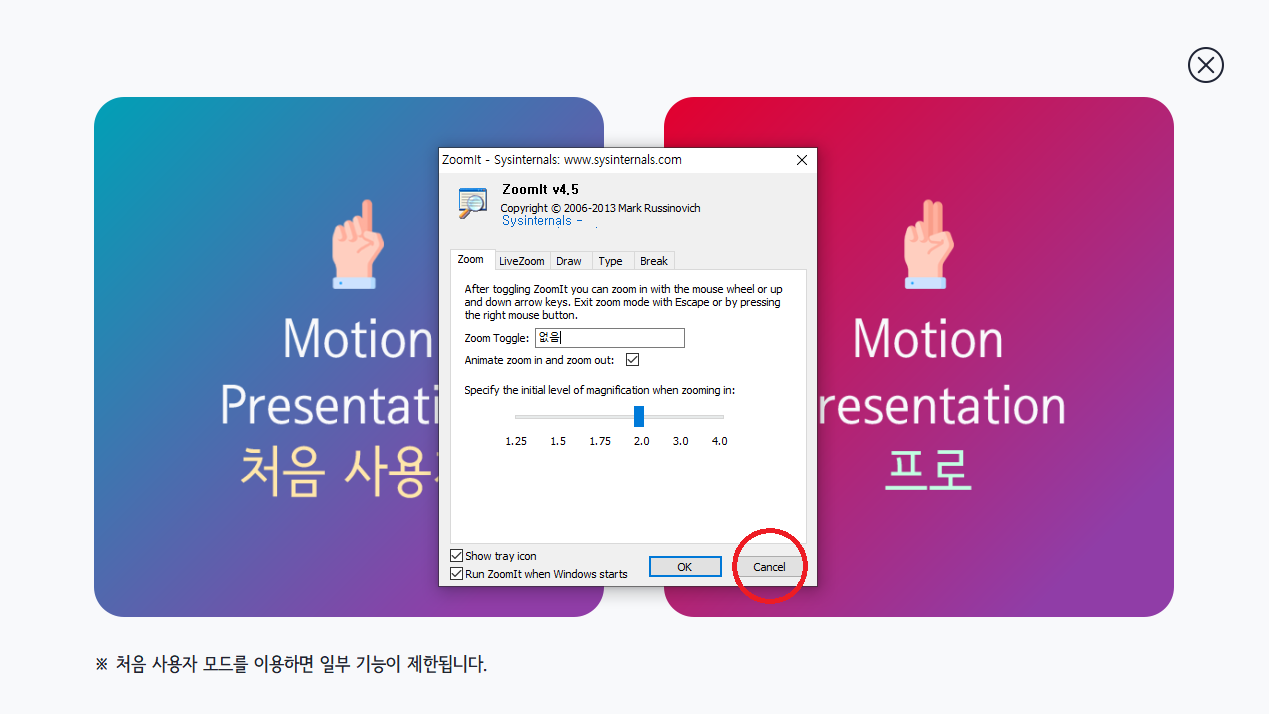 ZoomIt - Sysinternals: www.sysinternals.com
ZoomIt v4.5
Copyright © 2006-2013 Mark Russinovich
Sysinternals -
Zoom LiveZoom Draw Type Break
After toggling ZoomIt you can zoom in with the mouse wheel or up
and down arrow keys. Exit zoom mode with Escape or by pressing
the right mouse button.
Zoom Toggle: 없음
Animate zoom in and zoom out:
Specify the initial level of magnification when zooming in:
1.25 1.5 1.75 2.0 3.0 4.0
Show tray icon
Run ZoomIt when Windows starts
OK Cancel
Motion
Presentati
처음 사용
Motion
resentation
프로
※ 처음 사용자 모드를 이용하면 일부 기능이 제한됩니다.